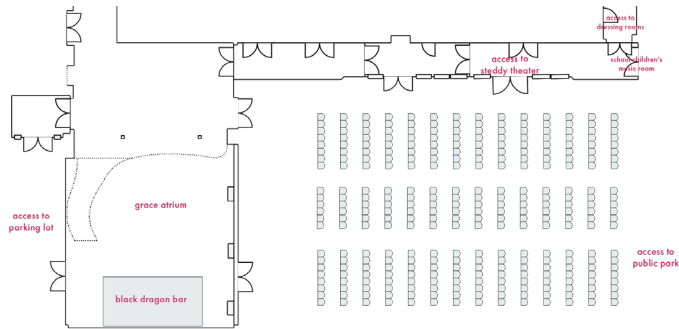 access to
dressing rooms
access to
steddy theater
school children's
music room
grace atrium
access to
parking lot
access to
public park
black dragon bar